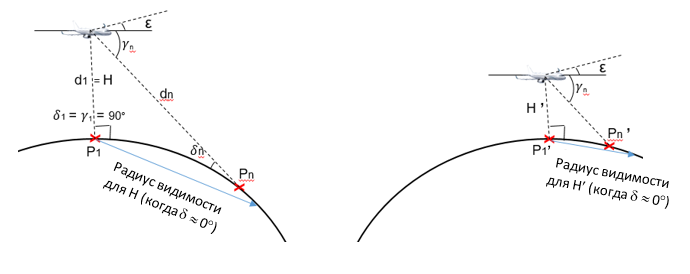 ε
γn
d1 = H
dn
δ1 = γ1 = 90°
δn
P1
Pn
Радиус видимости
для H (когда δ ≈ 0°)
ε
γn
H '
Pn '
P1'
Радиус видимости
для H' (когда δ ≈ 0°)